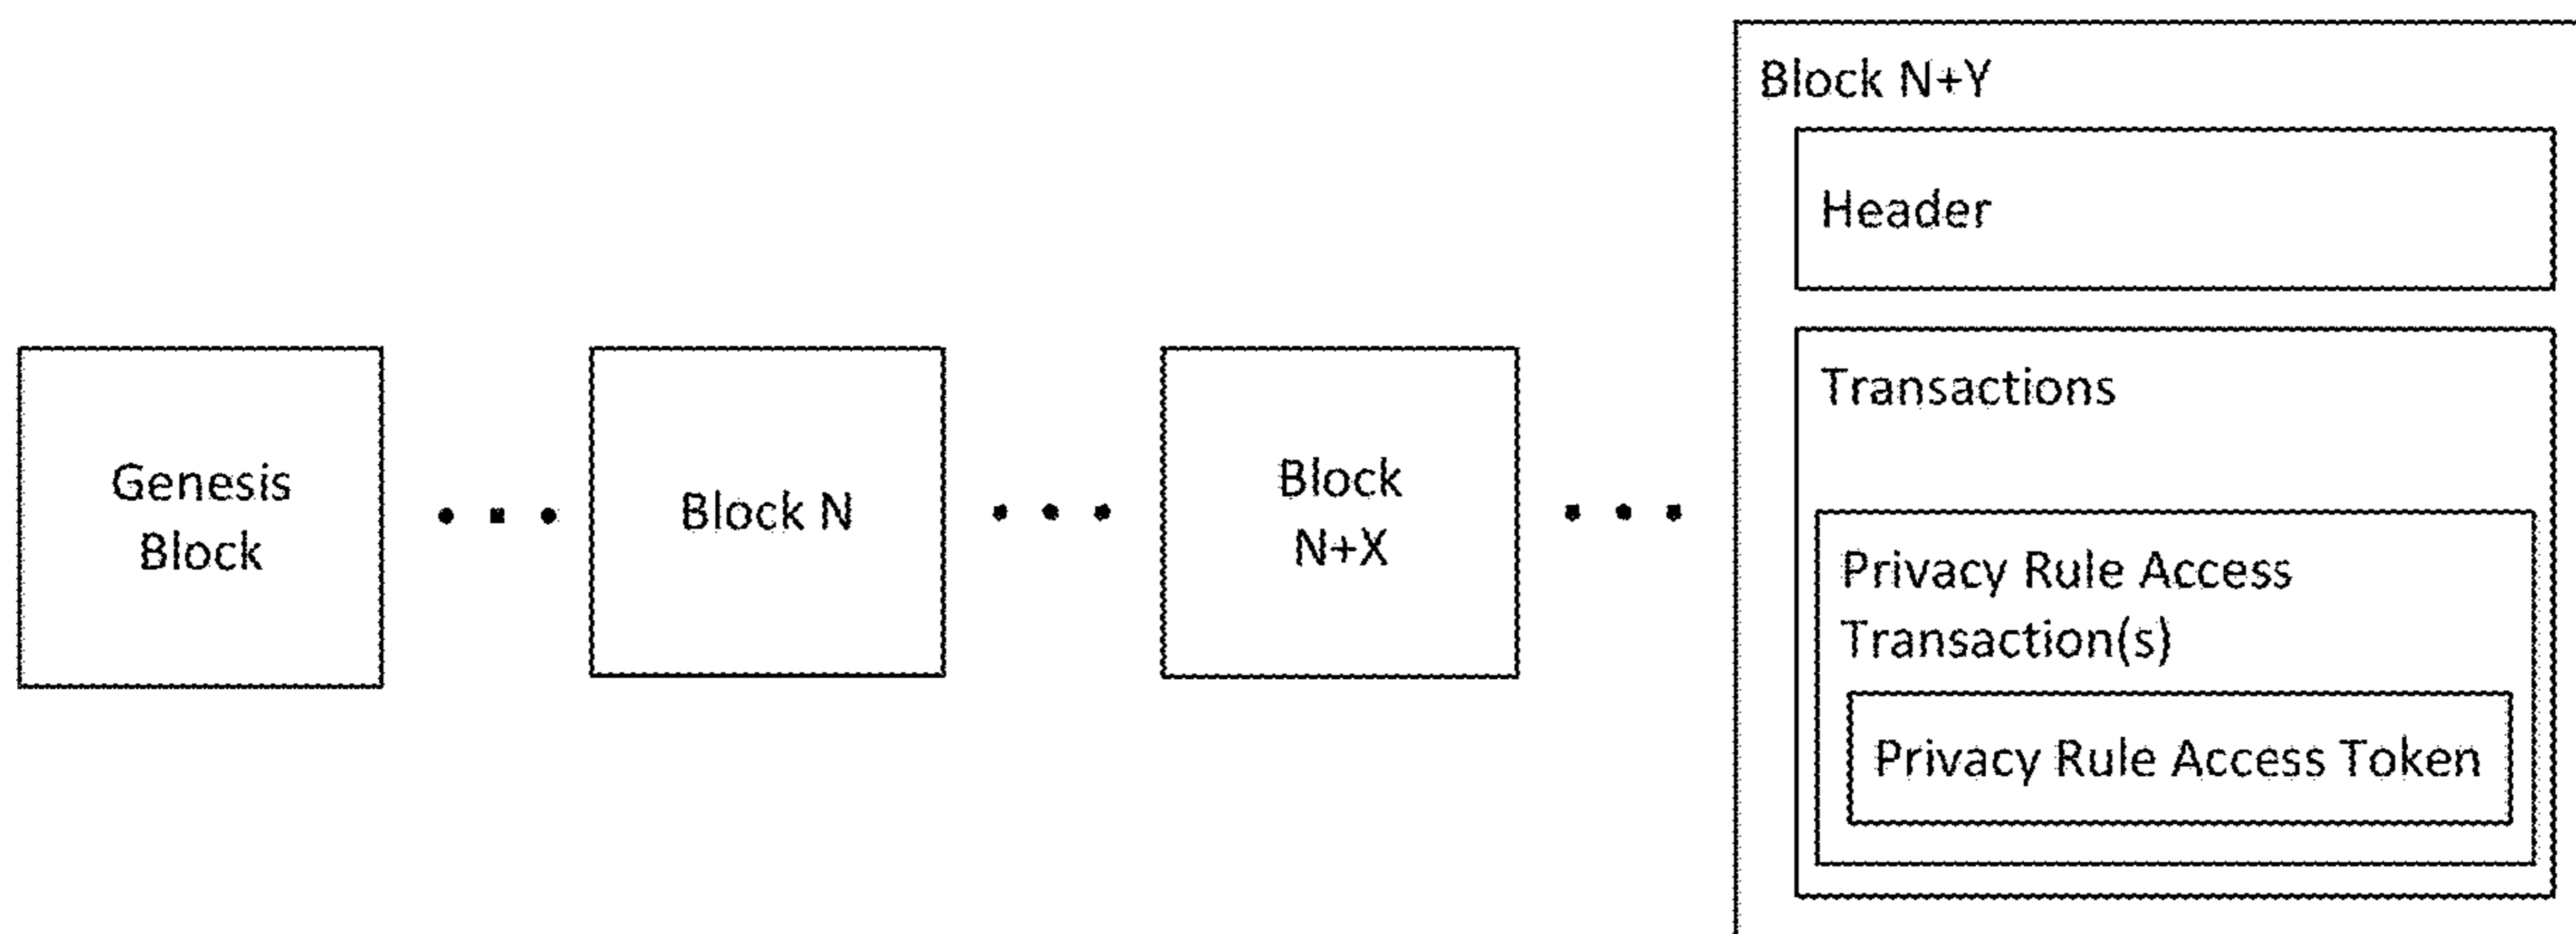 Genesis
Block
Block N
Block
N+X
Block N+Y
Header
Transactions
Privacy Rule Access
Transaction(s)
Privacy Rule Access Token